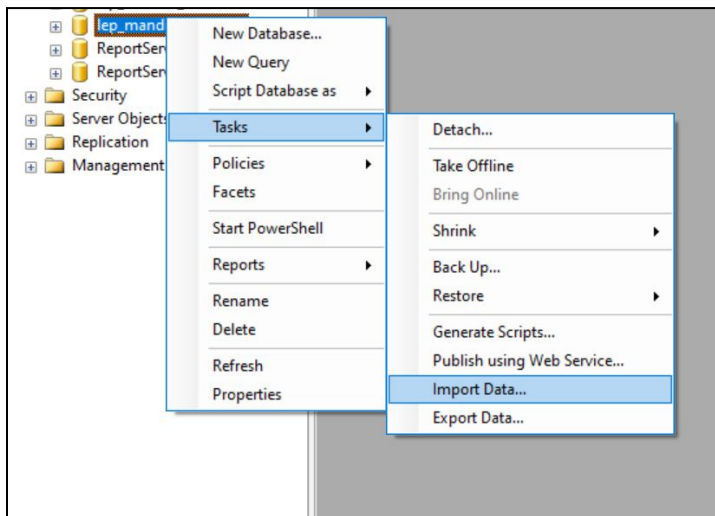 lep_mand
ReportSer
ReportSer
Security
Server Objects
Replication
Management
New Database...
New Query
Script Database as
Tasks
Policies
Facets
Start PowerShell
Reports
Rename
Delete
Refresh
Properties
Detach...
Take Offline
Bring Online
Shrink
Back Up...
Restore
Generate Scripts...
Publish using Web Service...
Import Data...
Export Data...